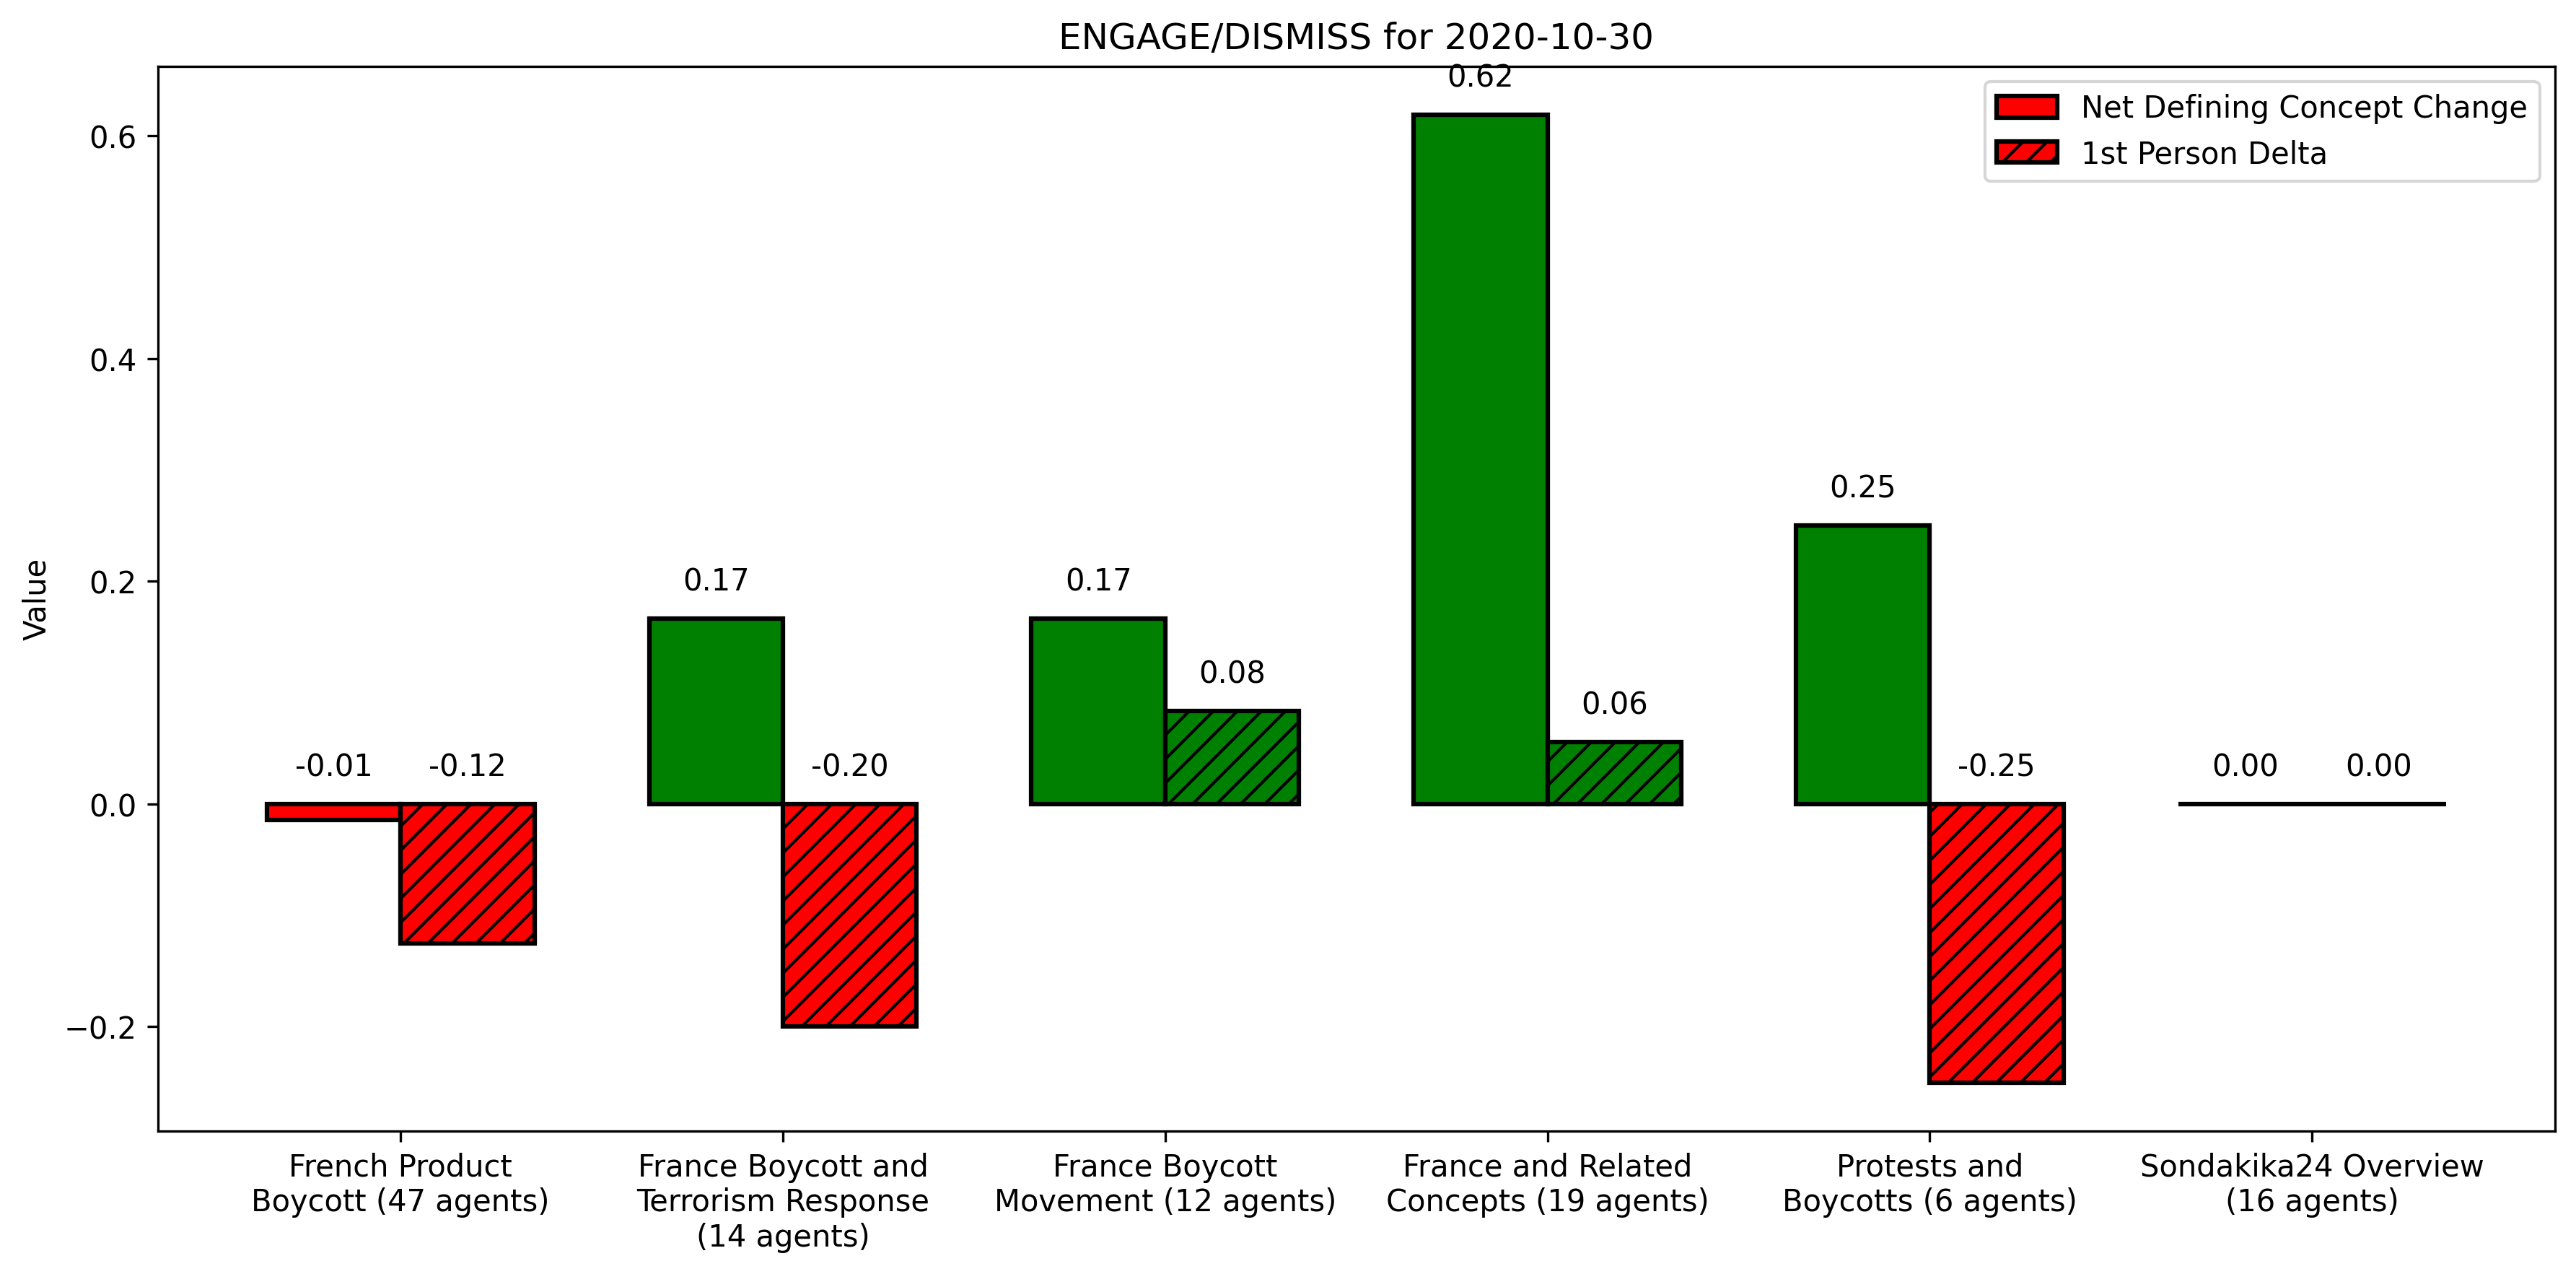 ENGAGE/DISMISS for 2020-10-30
Net Defining Concept Change
1st Person Delta
Value
0.6
0.4
0.2
0.0
−0.2
-0.01
-0.12
0.17
-0.20
0.17
0.08
0.62
0.06
0.25
-0.25
0.00
0.00
French Product
Boycott (47 agents)
France Boycott and
Terrorism Response
(14 agents)
France Boycott
Movement (12 agents)
France and Related
Concepts (19 agents)
Protests and
Boycotts (6 agents)
Sondakika24 Overview
(16 agents)